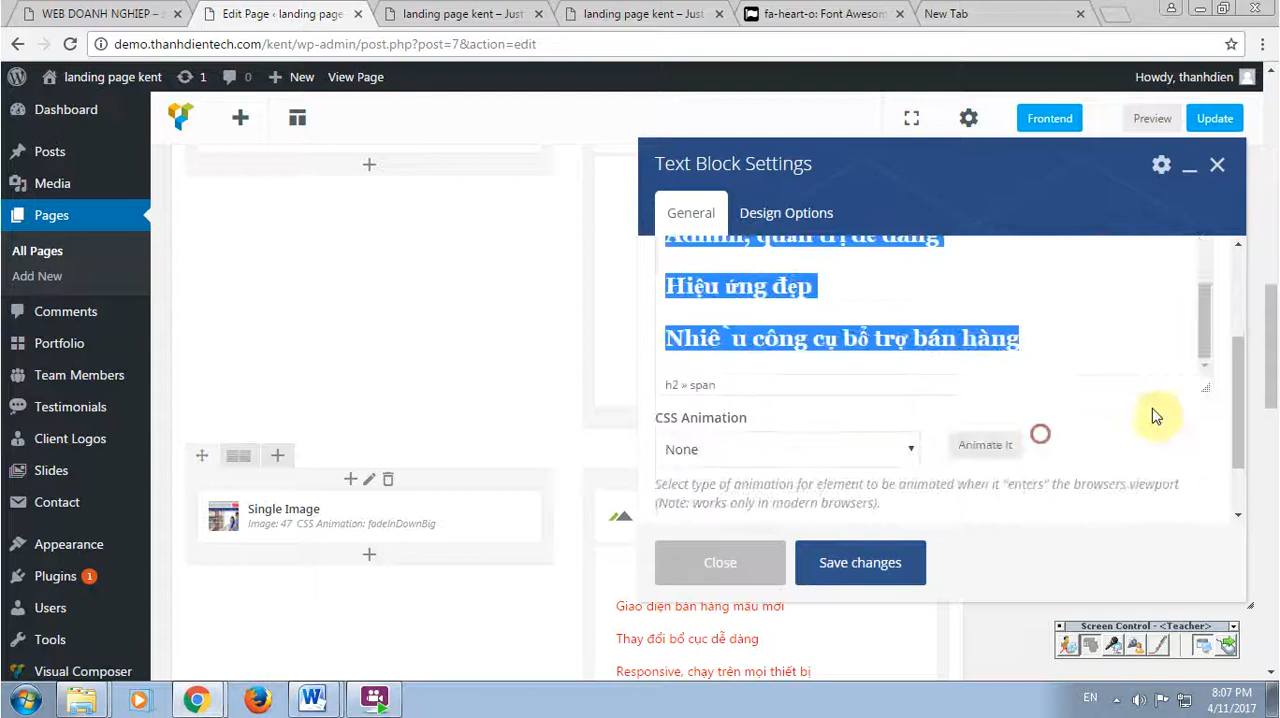 WEB DOANH NGHIEP –
Edit Page ‹ landing page
landing page kent – Just
landing page kent – Just
fa-heart-o: Font Awesom
New Tab
demo.thanhdientech.com/kent/wp-admin/post.php?post=7&action=edit
landing page kent
1
0
New
View Page
Howdy, thanhdien
Dashboard
Posts
Media
Pages
All Pages
Add New
Comments
Portfolio
Team Members
Testimonials
Client Logos
Slides
Contact
Appearance
Plugins 1
Users
Tools
Visual Composer
Frontend
Preview
Update
Single Image
Image: 47 CSS Animation: fadeInDownBig
Text Block Settings
General
Design Options
Admin, quản trị dễ dàng
Hiệu ứng đẹp
Nhiều công cụ bổ trợ bán hàng
h2 » span
CSS Animation
None
Animate it
Select type of animation for element to be animated when it "enters" the browsers viewport
(Note: works only in modern browsers).
Close
Save changes
Giao diện bán hàng mẫu mới
Thay đổi bố cục dễ dàng
Responsive, chạy trên mọi thiết bị
Screen Control - <Teacher>
EN
8:07 PM
4/11/2017